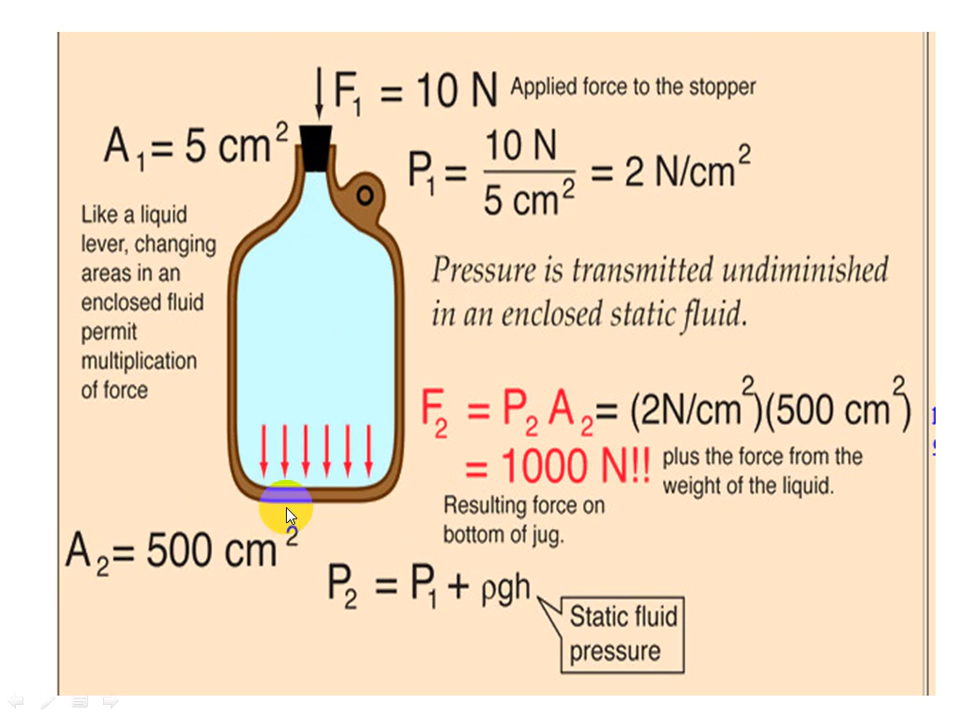 F₁ = 10 N Applied force to the stopper
A₁ = 5 cm²
P₁ = 10 N / 5 cm² = 2 N/cm²
Like a liquid
lever, changing
areas in an
enclosed fluid
permit
multiplication
of force
Pressure is transmitted undiminished
in an enclosed static fluid.
F₂ = P₂ A₂ = (2N/cm²)(500 cm²)
= 1000 N!! plus the force from the
weight of the liquid.
Resulting force on
bottom of jug.
A₂ = 500 cm²
P₂ = P₁ + ρgh
Static fluid
pressure